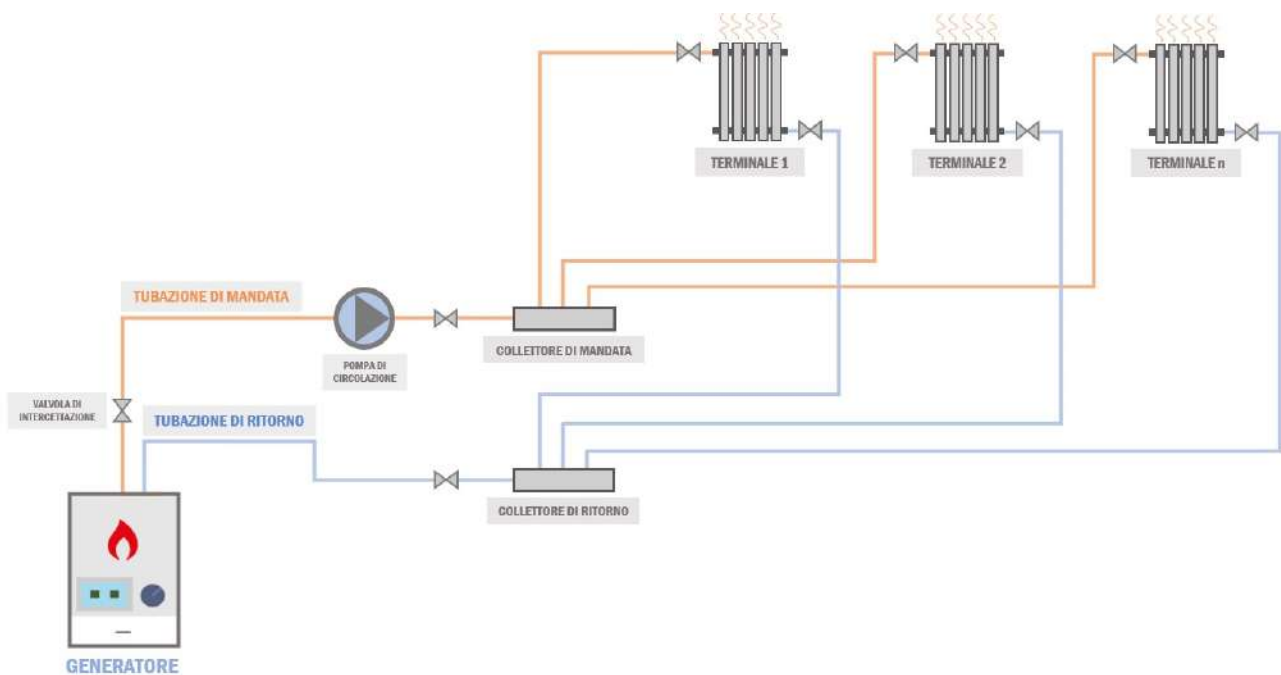 TERMINALE 1
TERMINALE 2
TERMINALE n
TUBAZIONE DI MANDATA
COLLETTORE DI MANDATA
POMPA DI
CIRCOLAZIONE
VALVOLA DI
INTERCETTAZIONE
TUBAZIONE DI RITORNO
COLLETTORE DI RITORNO
GENERATORE